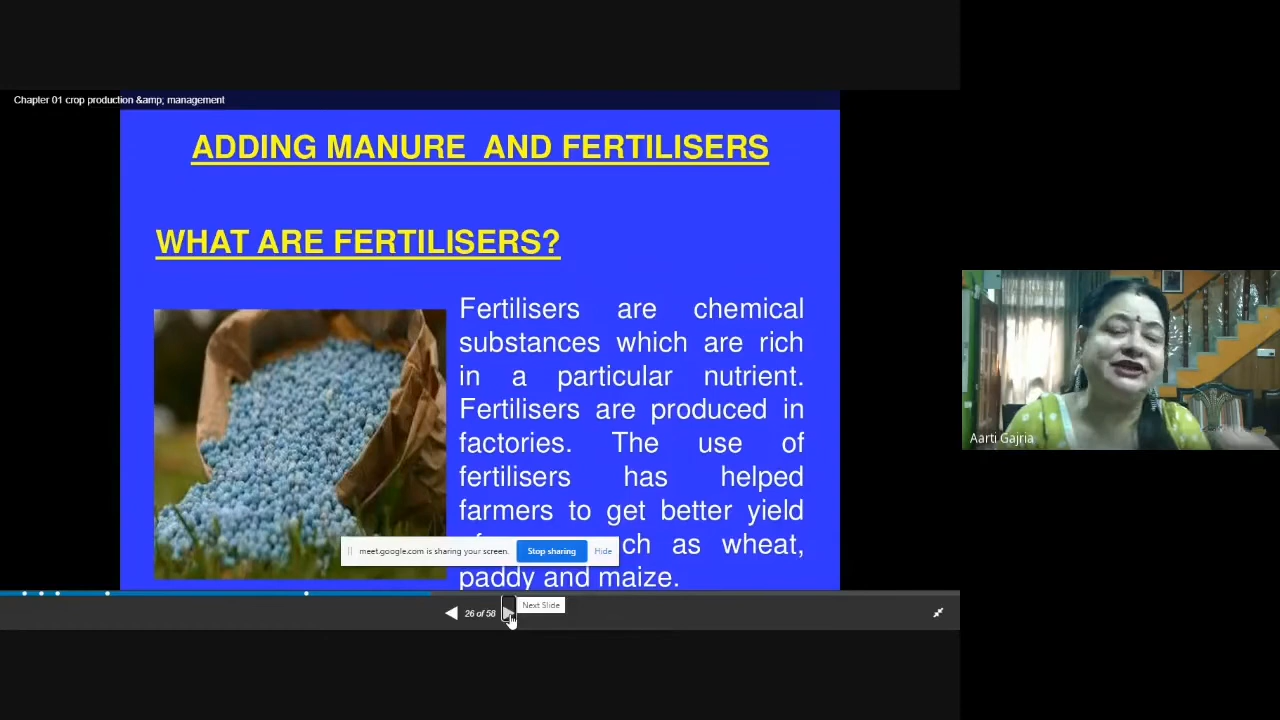 Chapter 01 crop production &amp; management
ADDING MANURE AND FERTILISERS
WHAT ARE FERTILISERS?
Fertilisers are chemical
substances which are rich
in a particular nutrient.
Fertilisers are produced in
factories. The use of
fertilisers has helped
farmers to get better yield
ch as wheat,
paddy and maize.
meet.google.com is sharing your screen. Stop sharing Hide
26 of 58
Next Slide
Aarti Gajria